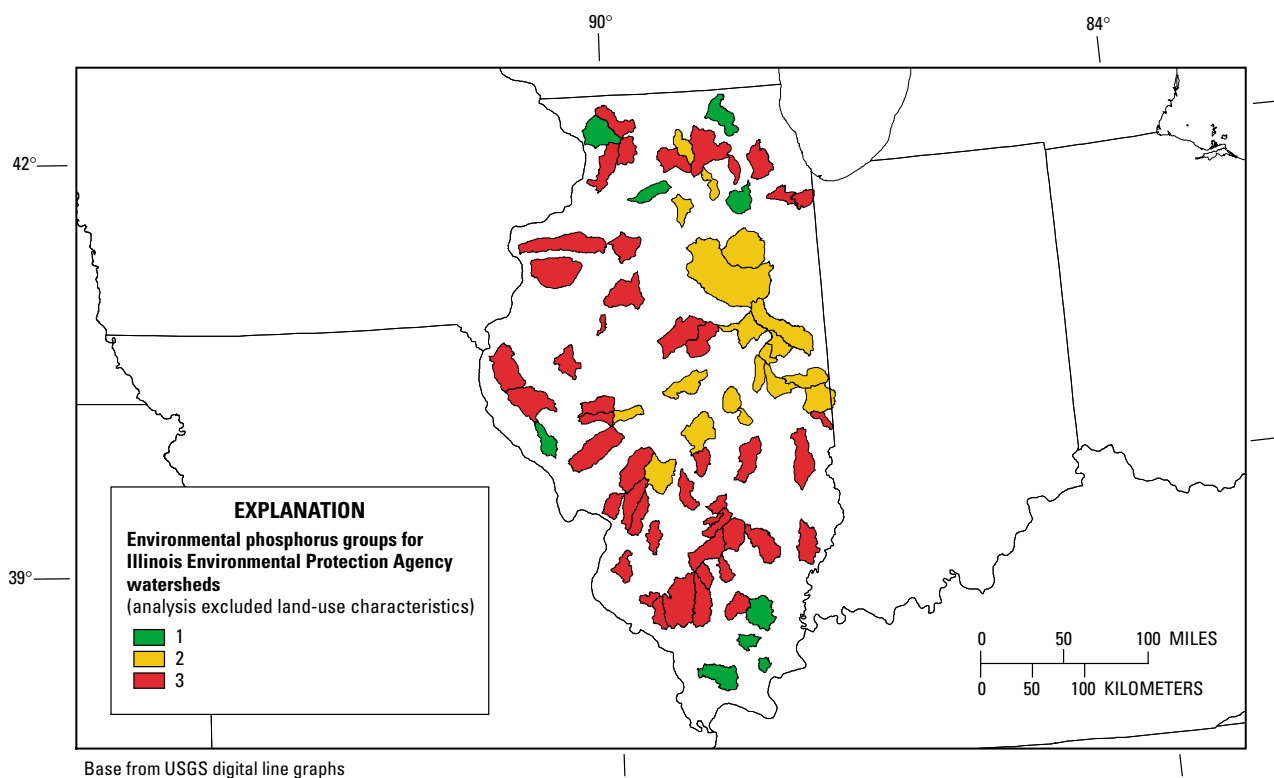 90°
84°
42°
39°
EXPLANATION
Environmental phosphorus groups for
Illinois Environmental Protection Agency
watersheds
(analysis excluded land-use characteristics)
1
2
3
0 50 100 MILES
0 50 100 KILOMETERS
Base from USGS digital line graphs